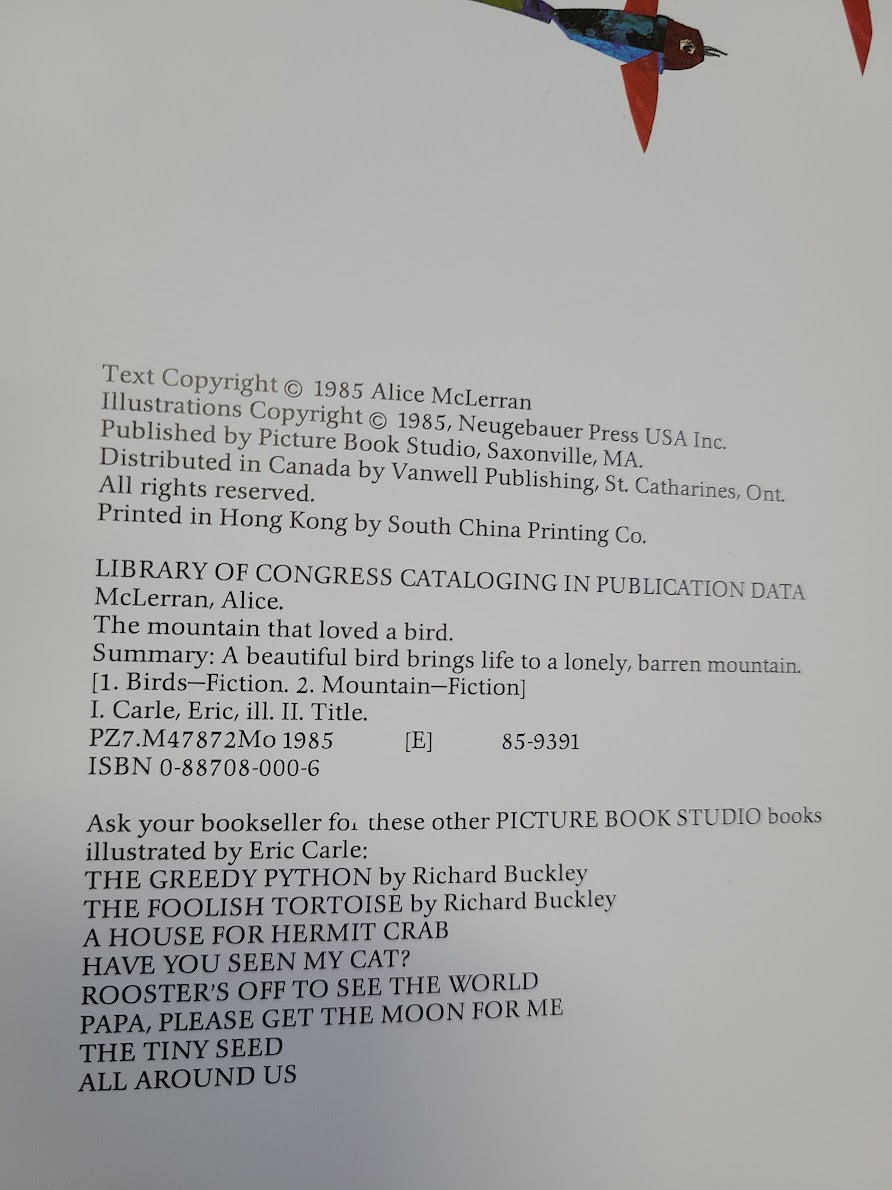 Text Copyright © 1985 Alice McLerran
Illustrations Copyright © 1985, Neugebauer Press USA Inc.
Published by Picture Book Studio, Saxonville, MA.
Distributed in Canada by Vanwell Publishing, St. Catharines, Ont.
All rights reserved.
Printed in Hong Kong by South China Printing Co.
LIBRARY OF CONGRESS CATALOGING IN PUBLICATION DATA
McLerran, Alice.
The mountain that loved a bird.
Summary: A beautiful bird brings life to a lonely, barren mountain.
[1. Birds—Fiction. 2. Mountain—Fiction]
I. Carle, Eric, ill. II. Title.
PZ7.M47872Mo 1985 [E] 85-9391
ISBN 0-88708-000-6
Ask your bookseller for these other PICTURE BOOK STUDIO books
illustrated by Eric Carle:
THE GREEDY PYTHON by Richard Buckley
THE FOOLISH TORTOISE by Richard Buckley
A HOUSE FOR HERMIT CRAB
HAVE YOU SEEN MY CAT?
ROOSTER'S OFF TO SEE THE WORLD
PAPA, PLEASE GET THE MOON FOR ME
THE TINY SEED
ALL AROUND US